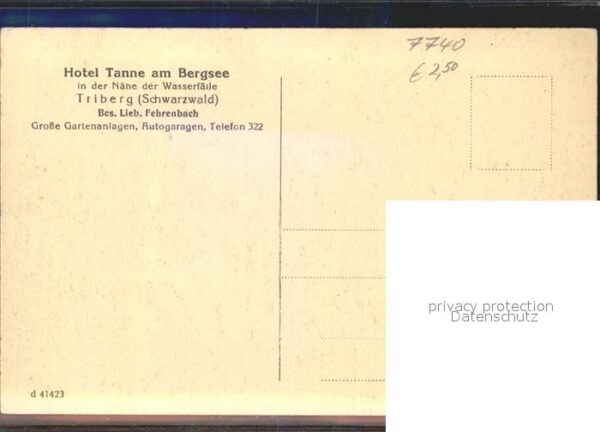 7740
€ 2,50
Hotel Tanne am Bergsee
in der Nähe der Wasserfälle
Triberg (Schwarzwald)
Bes. Lieb. Fehrenbach
Große Gartenanlagen, Autogaragen, Telefon 322
privacy protection
Datenschutz
d 41423